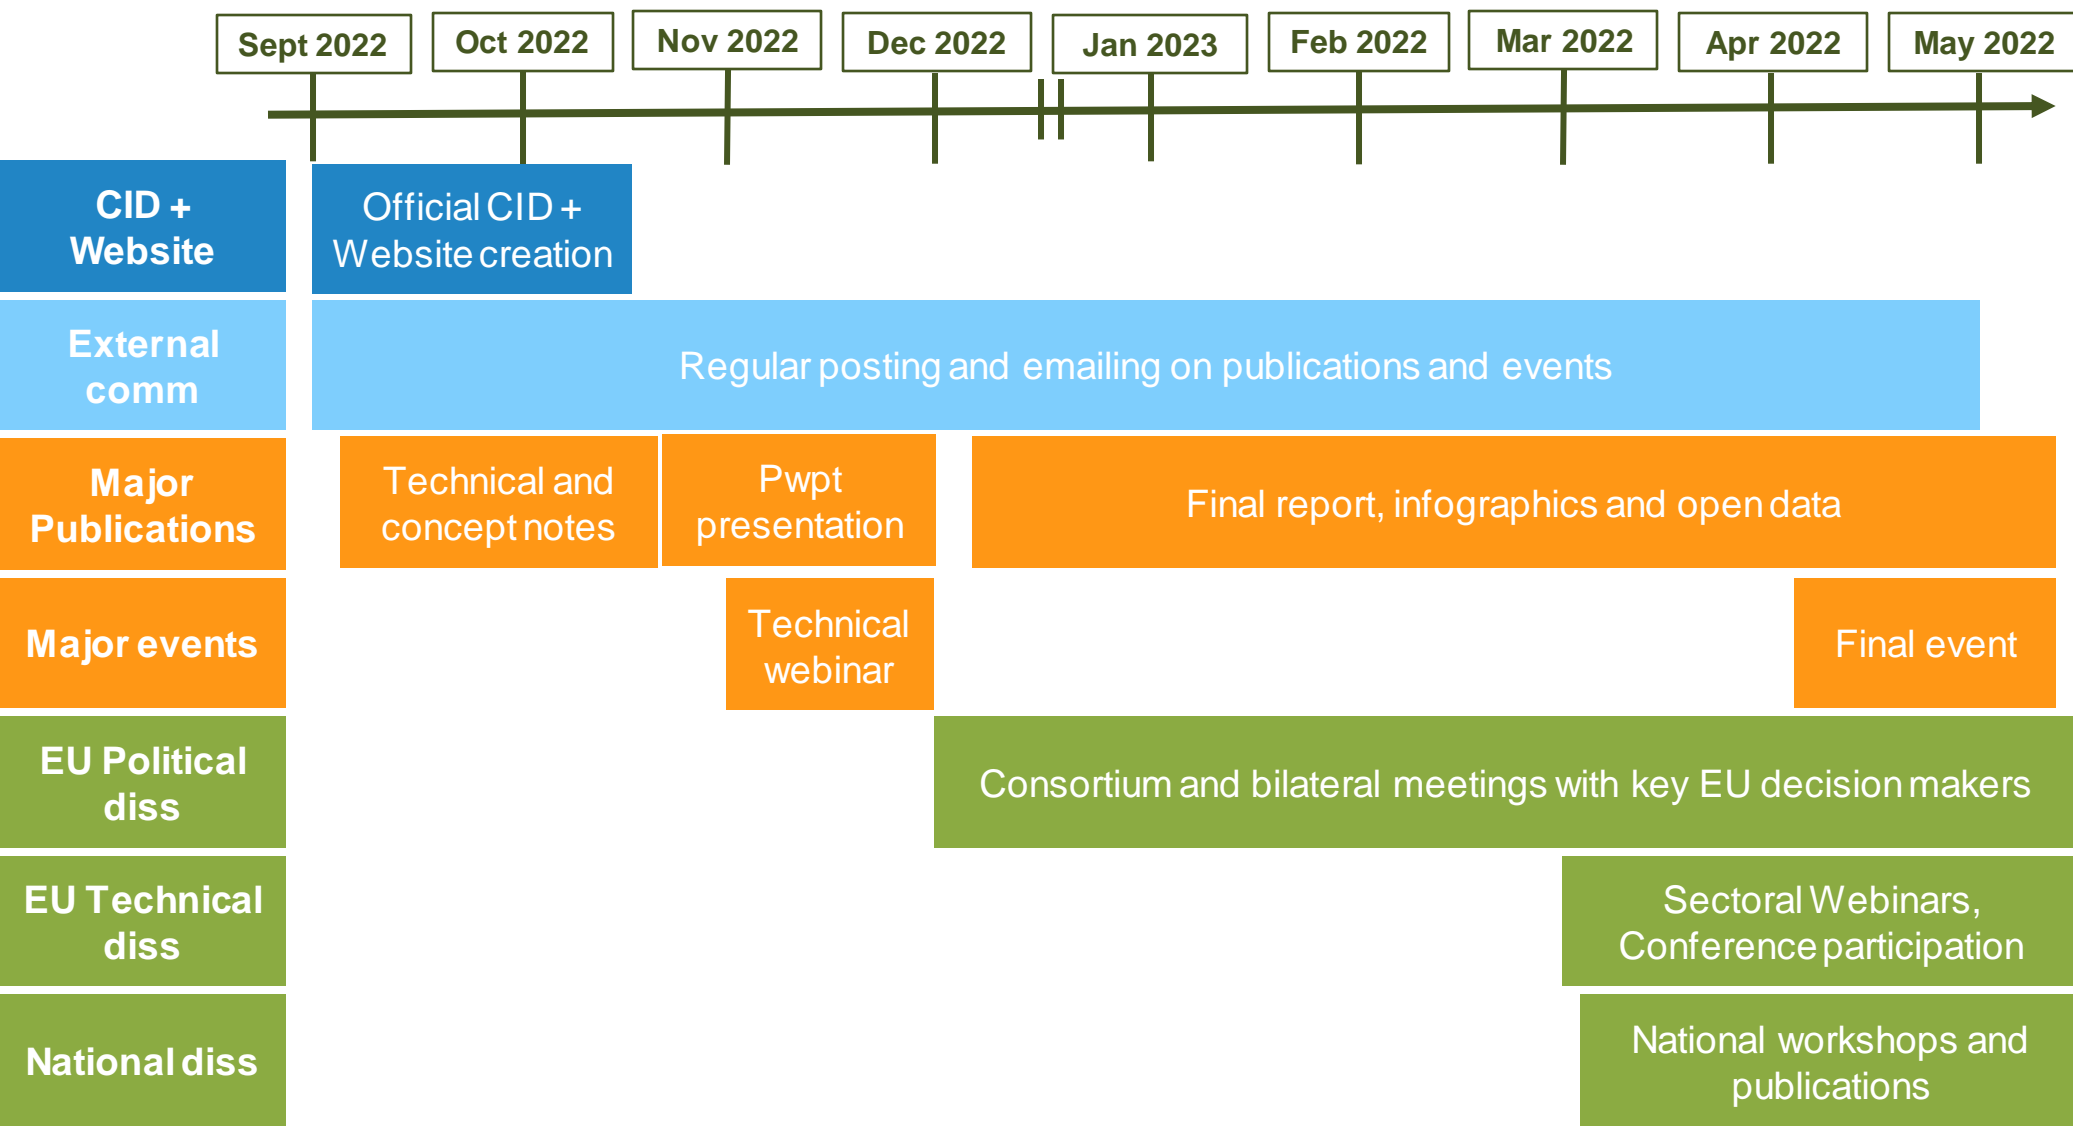 Sept 2022
Oct 2022
Nov 2022
Dec 2022
Jan 2023
Feb 2022
Mar 2022
Apr 2022
May 2022
CID +
Website
Official CID +
Website creation
External
comm
Regular posting and emailing on publications and events
Major
Publications
Technical and
concept notes
Pwpt
presentation
Final report, infographics and open data
Major events
Technical
webinar
Final event
EU Political
diss
Consortium and bilateral meetings with key EU decision makers
EU Technical
diss
Sectoral Webinars,
Conference participation
National diss
National workshops and
publications